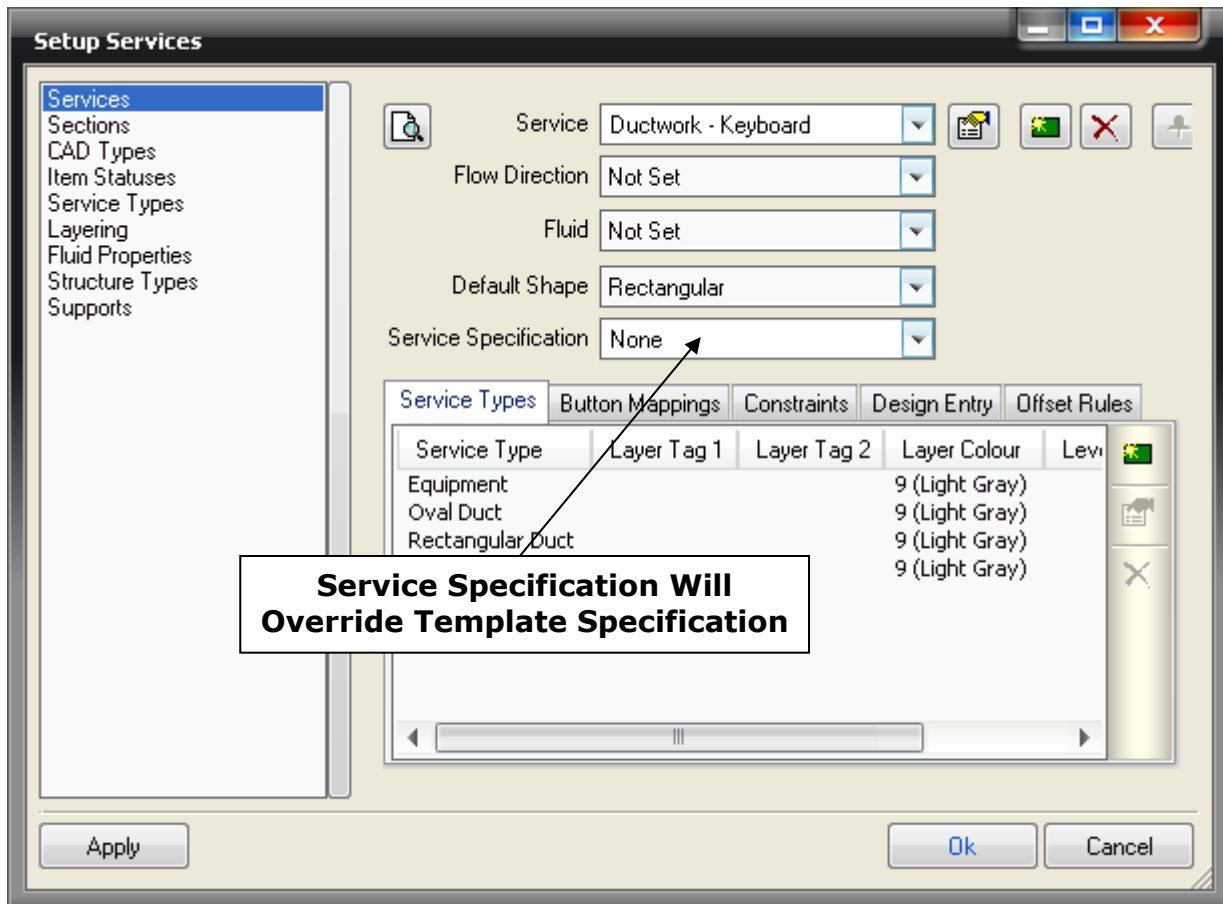 Setup Services
Services
Sections
CAD Types
Item Statuses
Service Types
Layering
Fluid Properties
Structure Types
Supports
Service Ductwork - Keyboard
Flow Direction Not Set
Fluid Not Set
Default Shape Rectangular
Service Specification None
Service Types Button Mappings Constraints Design Entry Offset Rules
Service Type Layer Tag 1 Layer Tag 2 Layer Colour
Equipment 9 (Light Gray)
Oval Duct 9 (Light Gray)
Rectangular Duct 9 (Light Gray)
9 (Light Gray)
Service Specification Will
Override Template Specification
Apply Ok Cancel